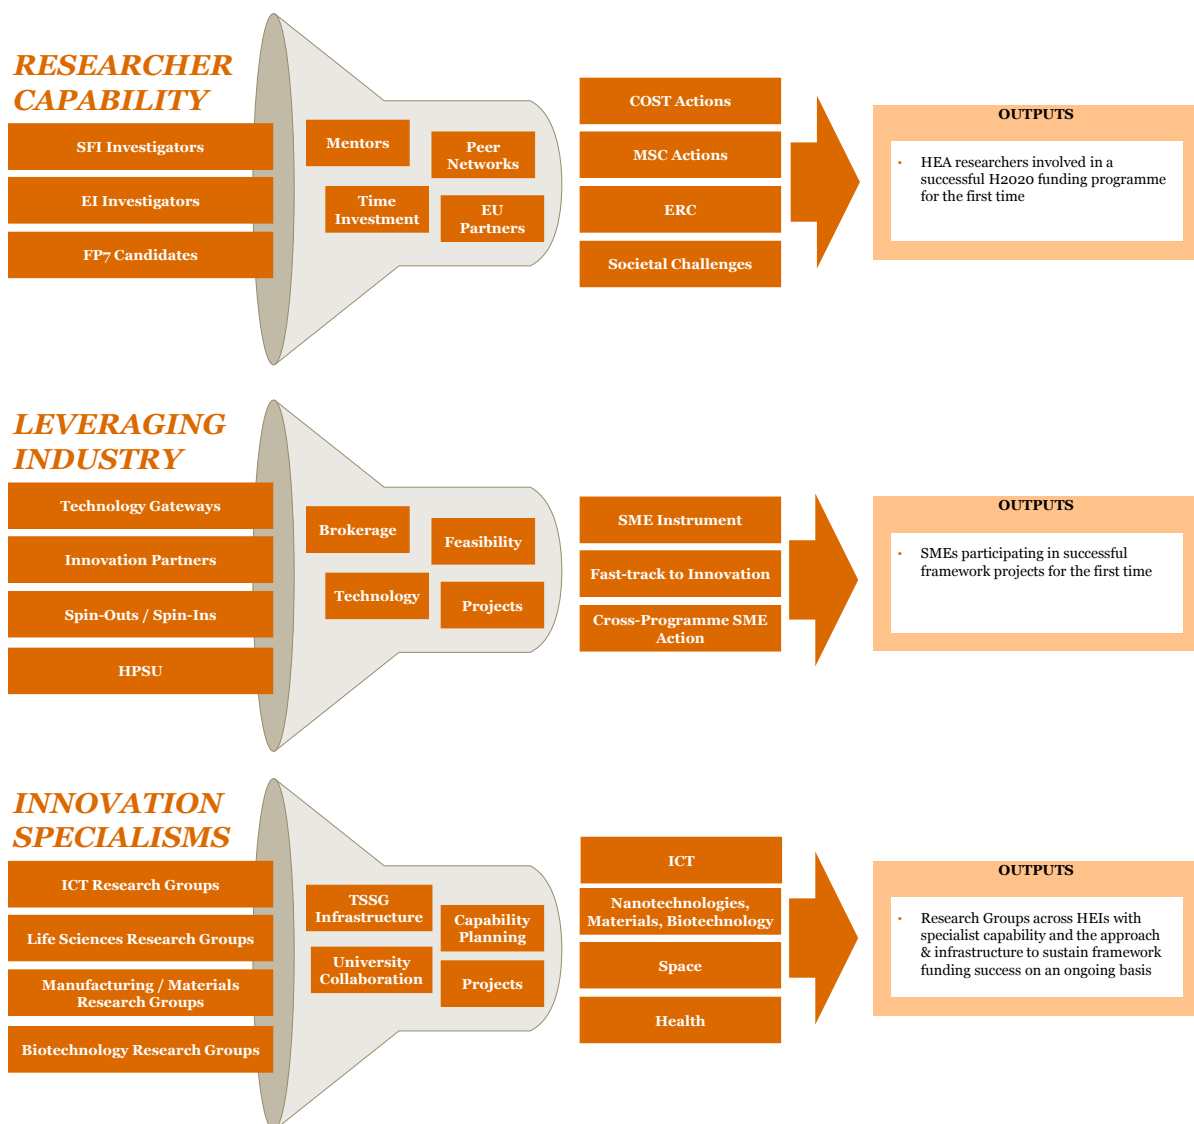 RESEARCHER
CAPABILITY
SFI Investigators
EI Investigators
FP7 Candidates
Mentors
Peer
Networks
Time
Investment
EU
Partners
COST Actions
MSC Actions
ERC
Societal Challenges
OUTPUTS
• HEA researchers involved in a
successful H2020 funding programme
for the first time
LEVERAGING
INDUSTRY
Technology Gateways
Innovation Partners
Spin-Outs / Spin-Ins
HPSU
Brokerage
Feasibility
Technology
Projects
SME Instrument
Fast-track to Innovation
Cross-Programme SME
Action
OUTPUTS
• SMEs participating in successful
framework projects for the first time
INNOVATION
SPECIALISMS
ICT Research Groups
Life Sciences Research Groups
Manufacturing / Materials
Research Groups
Biotechnology Research Groups
TSSG
Infrastructure
Capability
Planning
University
Collaboration
Projects
ICT
Nanotechnologies,
Materials, Biotechnology
Space
Health
OUTPUTS
• Research Groups across HEIs with
specialist capability and the approach
& infrastructure to sustain framework
funding success on an ongoing basis